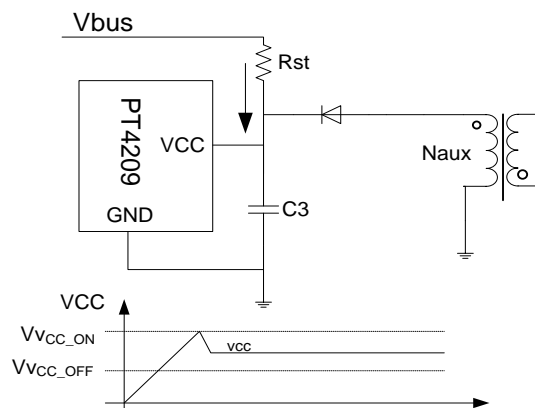 Vbus
Rst
PT4209
VCC
Naux
C3
GND
VCC
VvCC_ON
vcc
VvCC_OFF